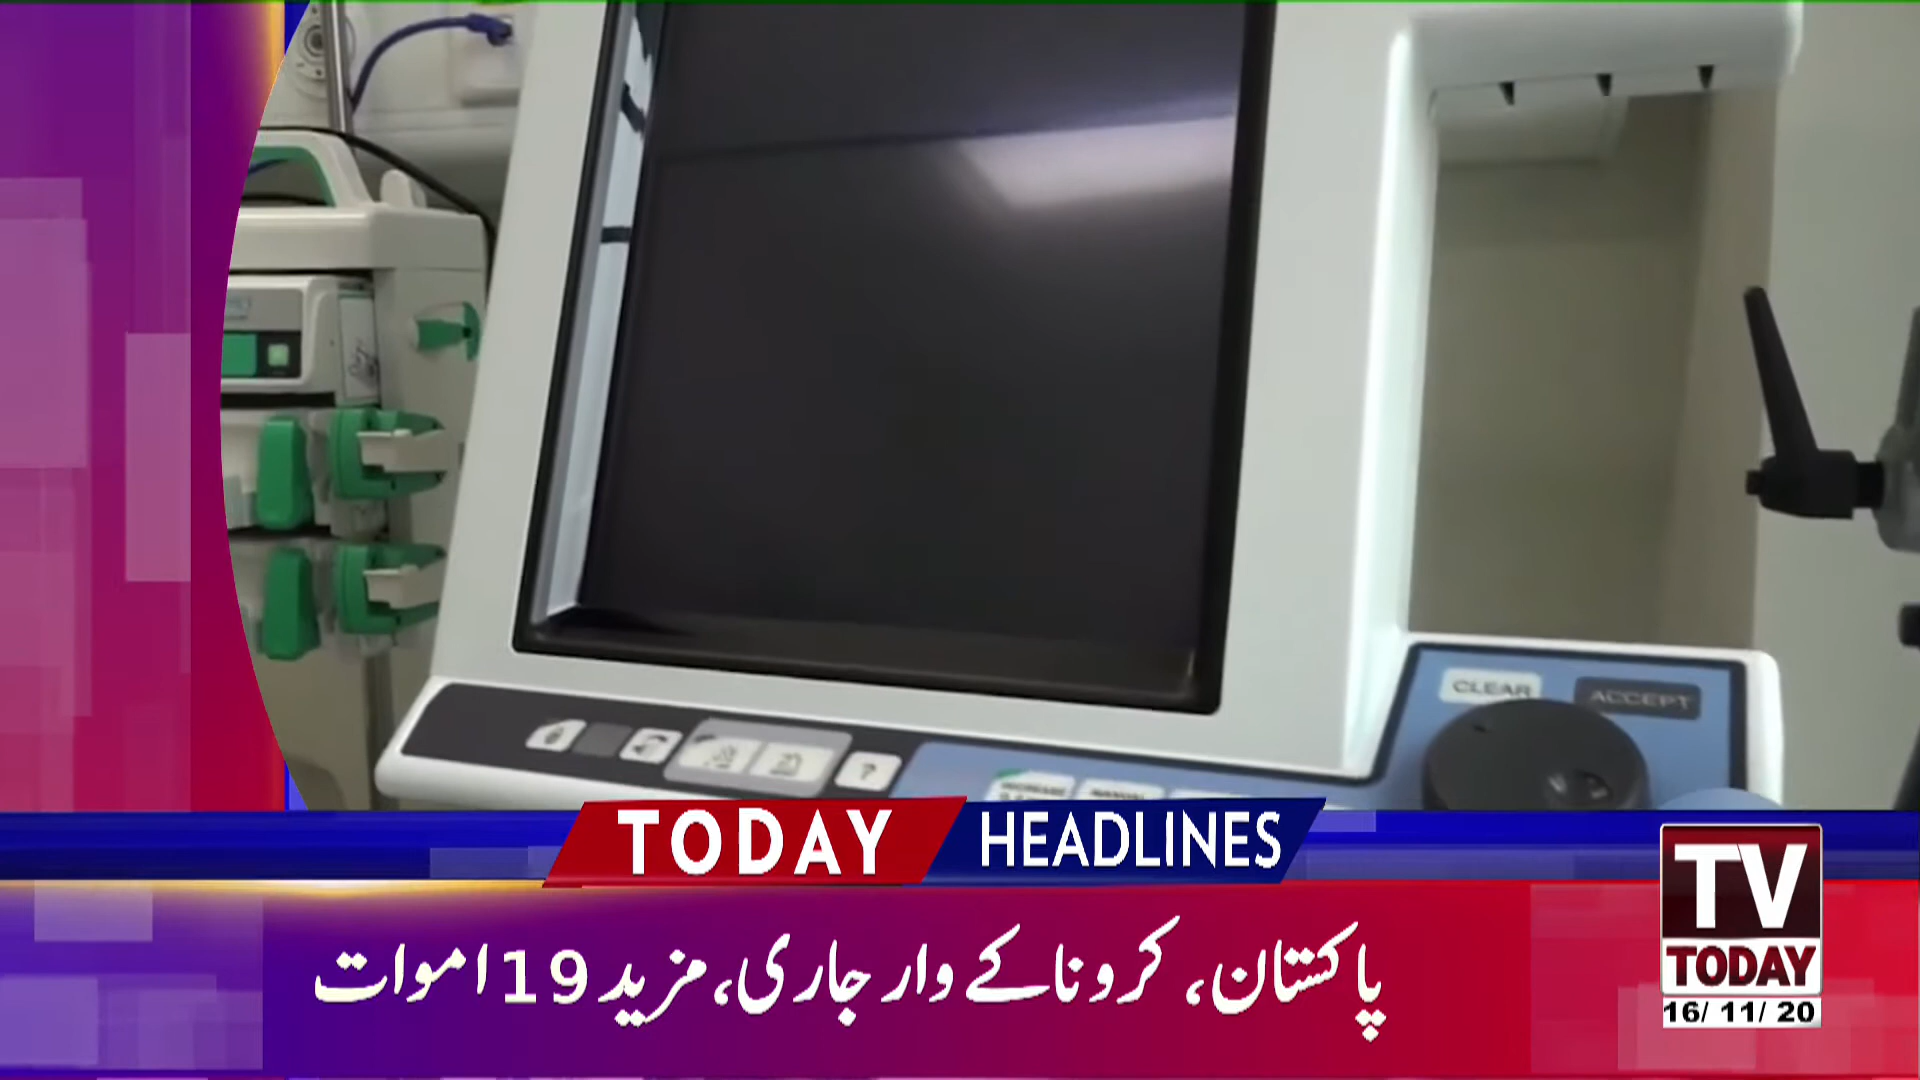 CLEAR
ACCEPT
?
TODAY HEADLINES
پاکستان، کرونا کے وار جاری، مزید 19 اموات
TV
TODAY
16/ 11/ 20